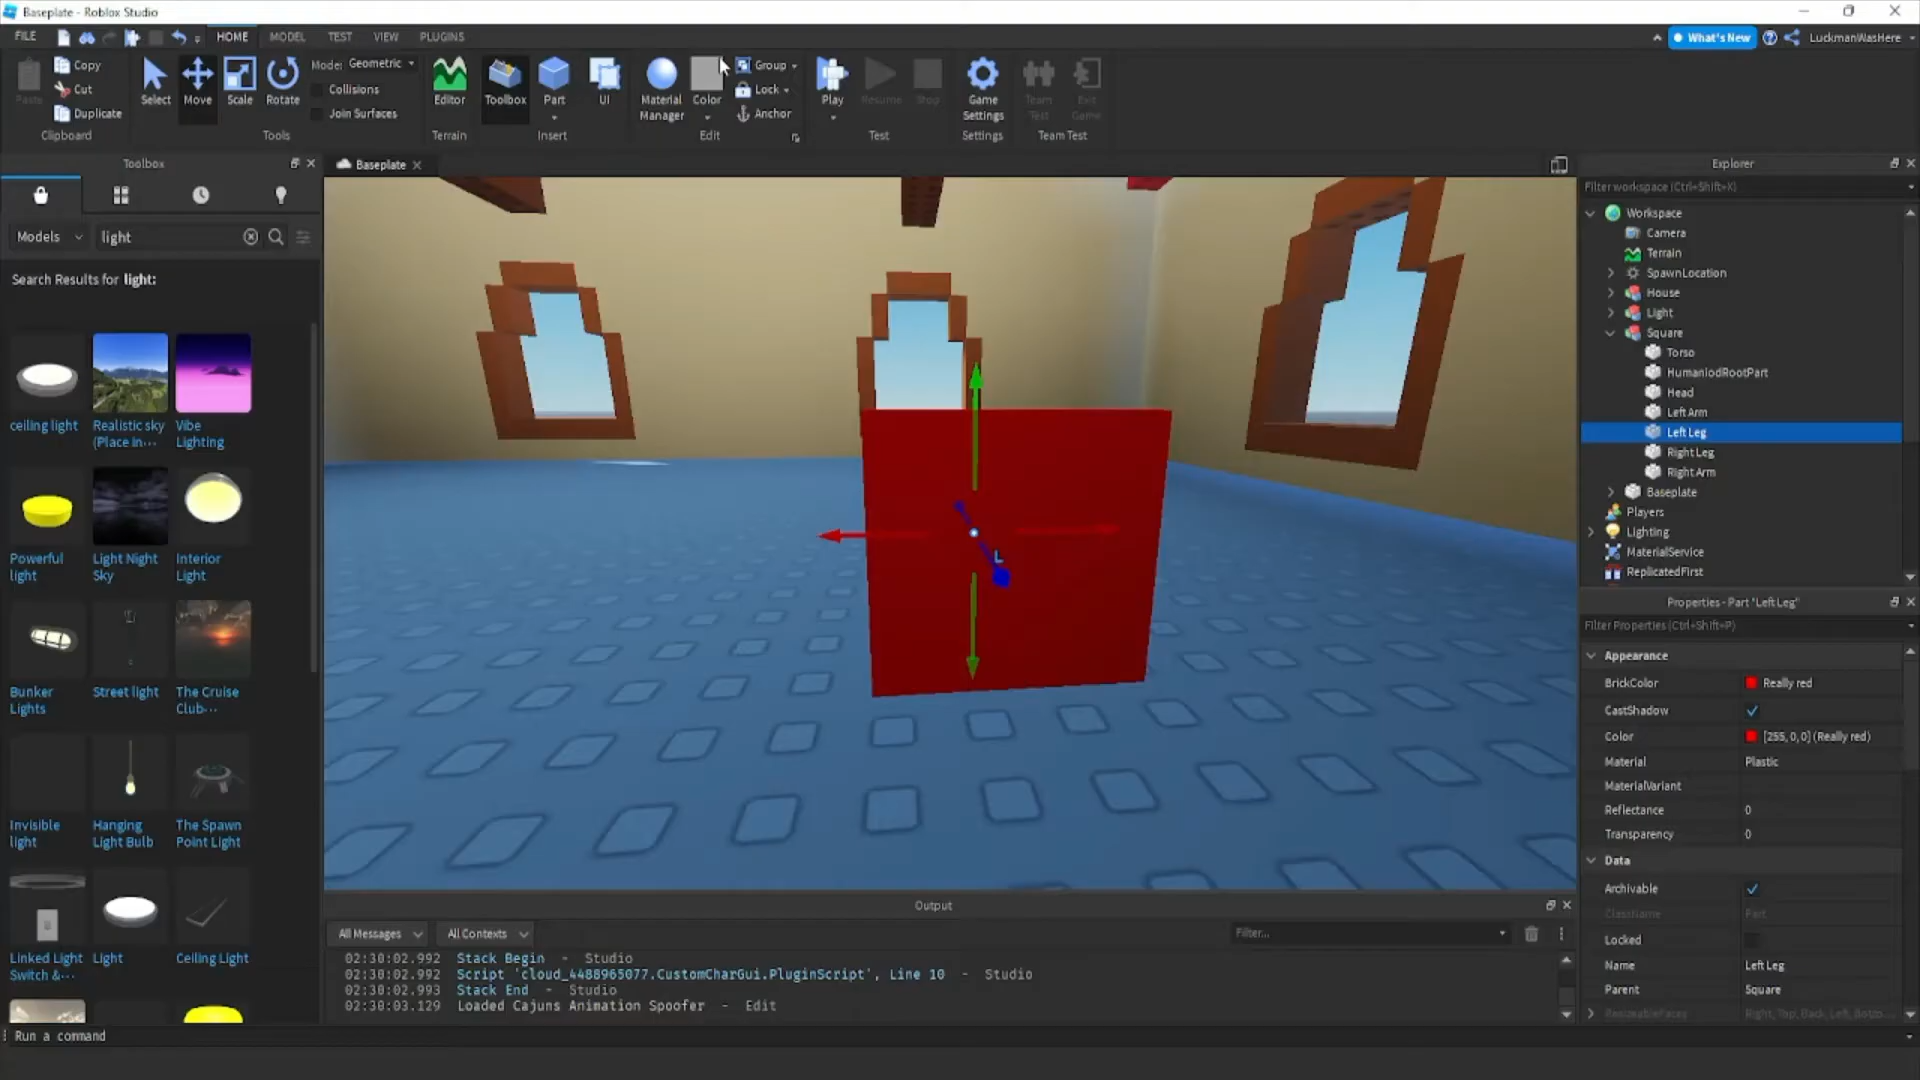 Baseplate - Roblox Studio
FILE HOME MODEL TEST VIEW PLUGINS What's New LuckmanWasHere
Paste Copy Cut Duplicate
Clipboard
Select Move Scale Rotate
Mode: Geometric
Collisions
Join Surfaces
Tools
Editor
Terrain
Toolbox Part UI
Insert
Material Manager Color
Group
Lock
Anchor
Edit
Play Resume Stop
Test
Game Settings
Settings
Team Test Exit Game
Team Test
Toolbox
Models light
Search Results for light:
ceiling light
Realistic sky (Place in...
Vibe Lighting
Powerful light
Light Night Sky
Interior Light
Bunker Lights
Street light
The Cruise Club...
Invisible light
Hanging Light Bulb
The Spawn Point Light
Linked Light Switch &...
Light
Ceiling Light
Baseplate
L
Output
All Messages All Contexts Filter...
02:30:02.992 Stack Begin - Studio
02:30:02.992 Script 'cloud_4488965077.CustomCharGui.PluginScript', Line 10 - Studio
02:30:02.993 Stack End - Studio
02:30:03.129 Loaded Cajuns Animation Spoofer - Edit
Run a command
Explorer
Filter workspace (Ctrl+Shift+X)
Workspace
Camera
Terrain
SpawnLocation
House
Light
Square
Torso
HumaniodRootPart
Head
Left Arm
Left Leg
Right Leg
Right Arm
Baseplate
Players
Lighting
MaterialService
ReplicatedFirst
Properties - Part "Left Leg"
Filter Properties (Ctrl+Shift+P)
Appearance
BrickColor Really red
CastShadow
Color [255, 0, 0] (Really red)
Material Plastic
MaterialVariant
Reflectance 0
Transparency 0
Data
Archivable
ClassName Part
Locked
Name Left Leg
Parent Square
ResizeableFaces Right, Top, Back, Left, Botto...